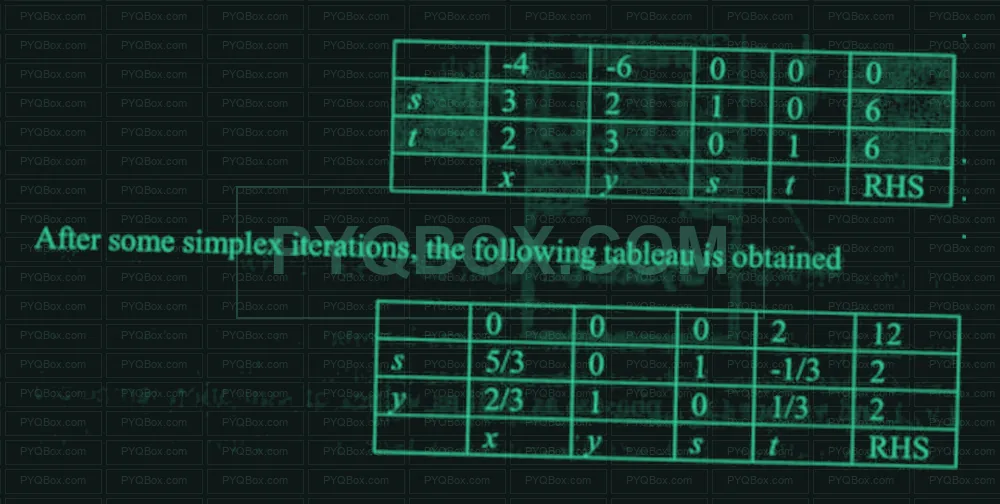 -4 -6 0 0 0
s 3 2 1 0 6
t 2 3 0 1 6
x y s t RHS
After some simplex iterations, the following tableau is obtained
PYQBOX.COM
0 0 0 2 12
s 5/3 0 1 -1/3 2
y 2/3 1 0 1/3 2
x y s t RHS